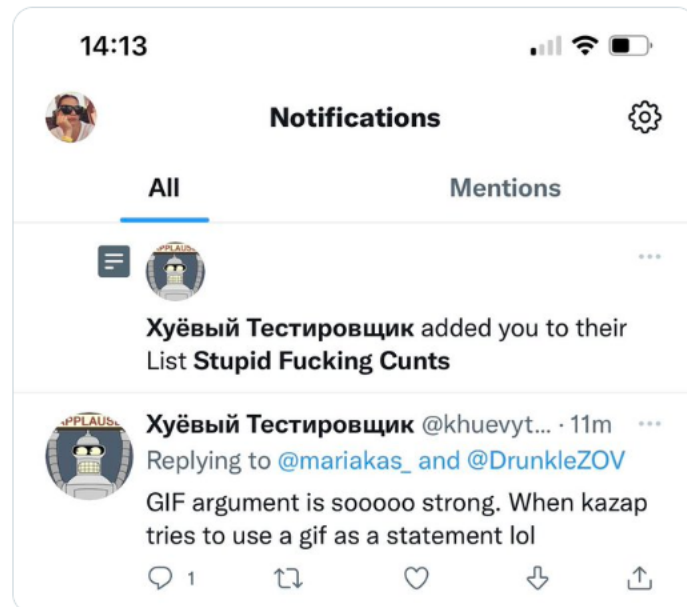 14:13
Notifications
All
Mentions
APPLAUSE
Хуёвый Тестировщик added you to their
List Stupid Fucking Cunts
APPLAUSE
Хуёвый Тестировщик @khuevyt... · 11m
Replying to @mariakas_ and @DrunkleZOV
GIF argument is sooooo strong. When kazap
tries to use a gif as a statement lol
1